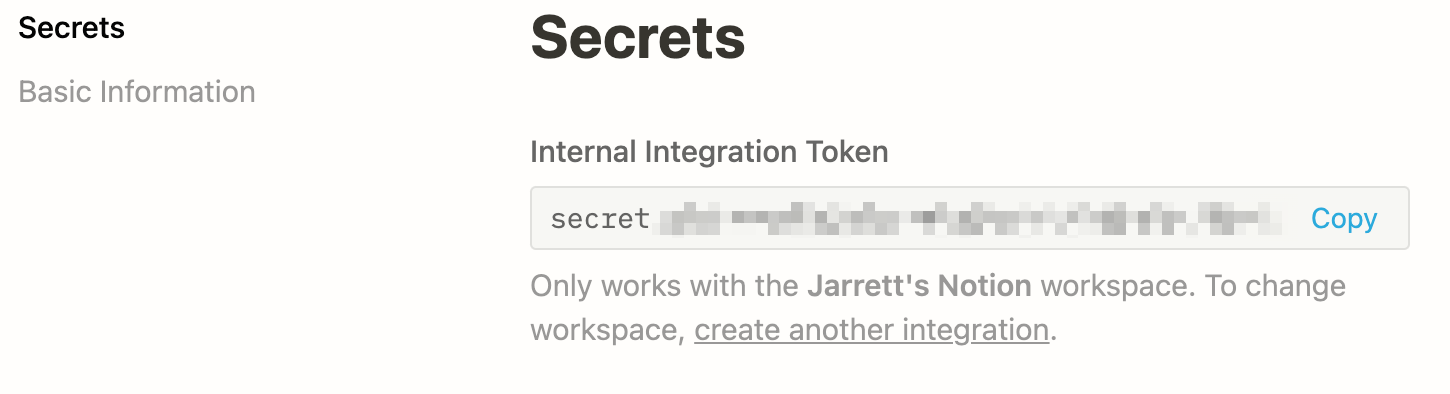 Secrets
Basic Information
Secrets
Internal Integration Token
secret
Copy
Only works with the Jarrett's Notion workspace. To change
workspace, create another integration.